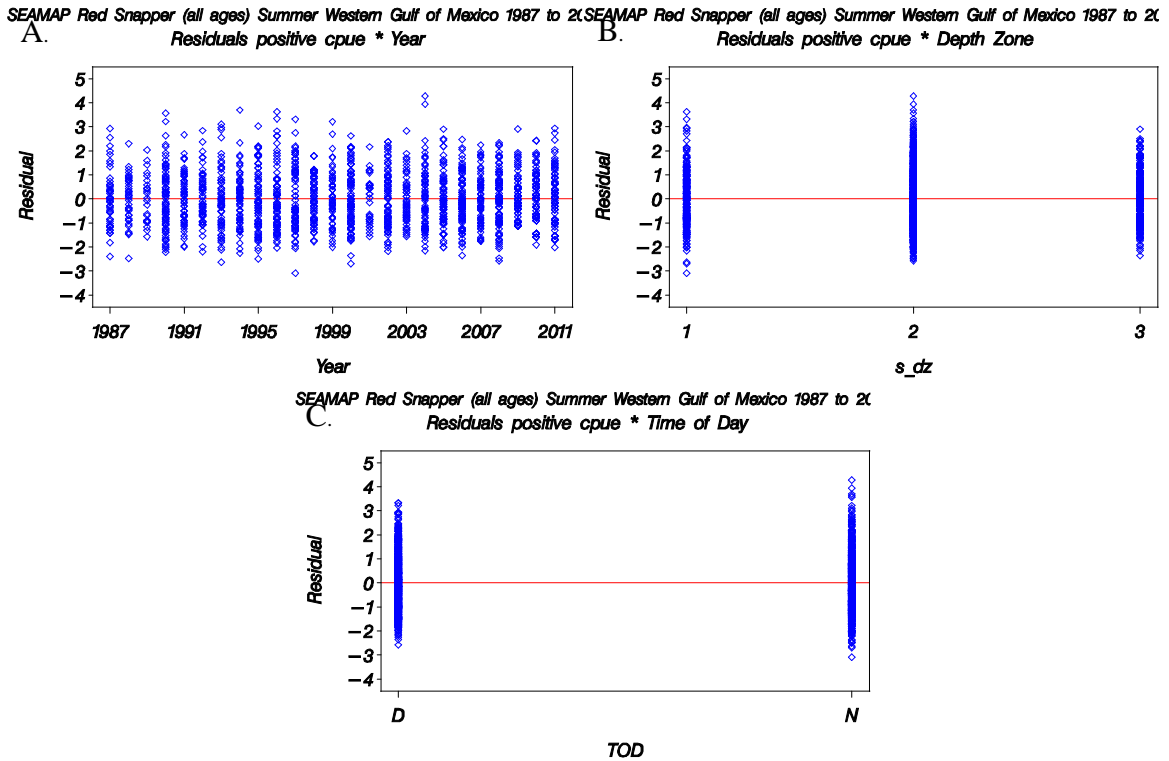 SEAMAP Red Snapper (all ages) Summer Western Gulf of Mexico 1987 to 20
A.
Residuals positive cpue * Year
Residual
5
4
3
2
1
0
−1
−2
−3
−4
1987 1991 1995 1999 2003 2007 2011
Year
SEAMAP Red Snapper (all ages) Summer Western Gulf of Mexico 1987 to 20
B.
Residuals positive cpue * Depth Zone
Residual
5
4
3
2
1
0
−1
−2
−3
−4
1 2 3
s_dz
SEAMAP Red Snapper (all ages) Summer Western Gulf of Mexico 1987 to 20
C.
Residuals positive cpue * Time of Day
Residual
5
4
3
2
1
0
−1
−2
−3
−4
D N
TOD